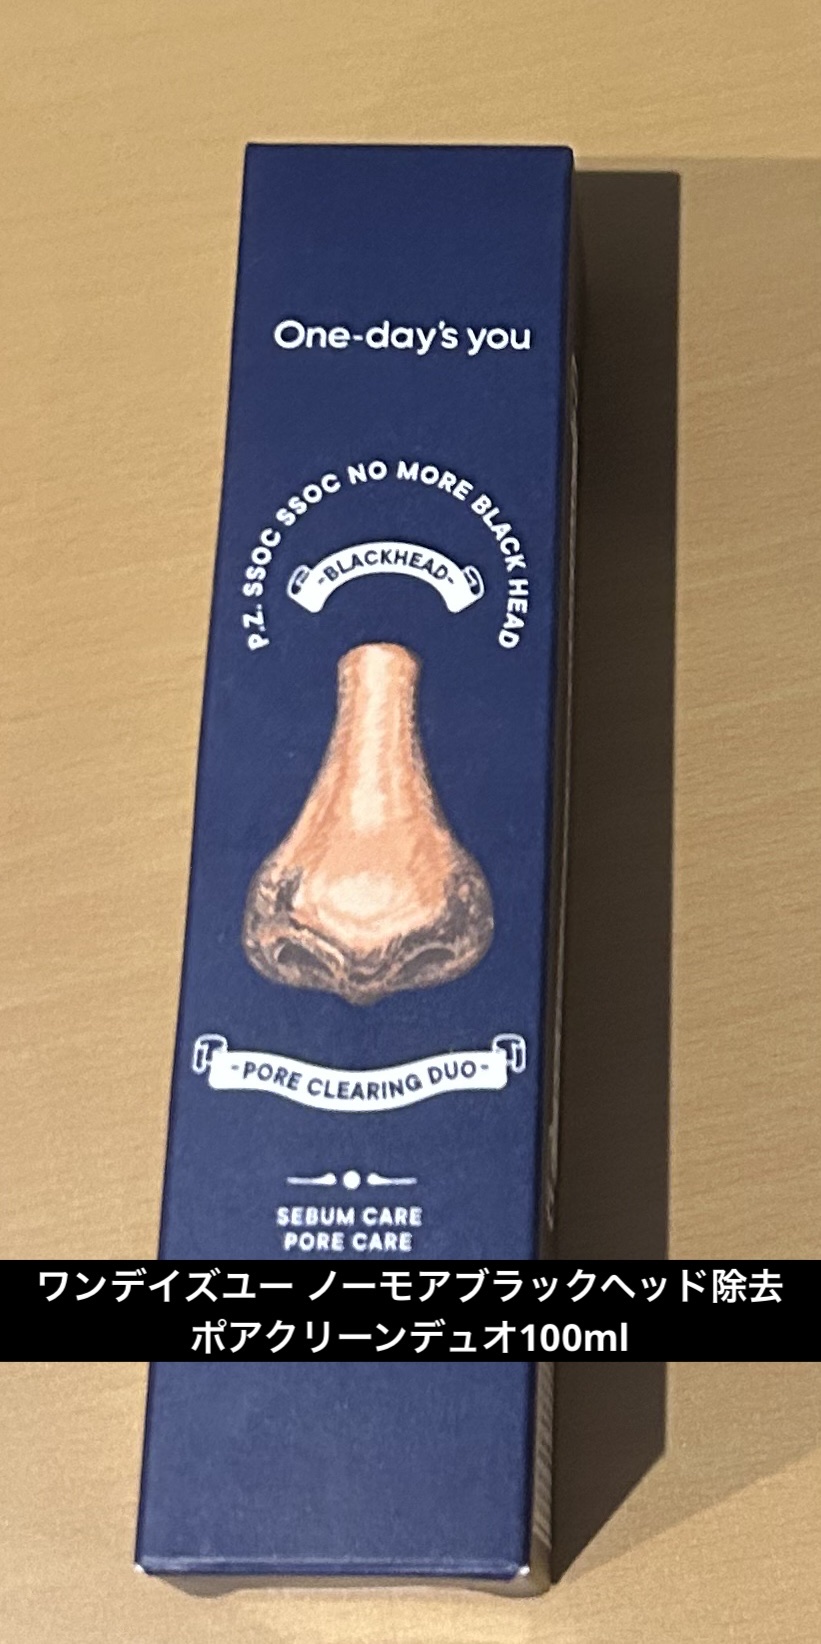 One-day's you
P.Z. SSOC SSOC NO MORE BLACK HEAD
-BLACKHEAD-
-PORE CLEARING DUO-
SEBUM CARE
PORE CARE
ワンデイズユー ノーモアブラックヘッド除去
ポアクリーンデュオ100ml